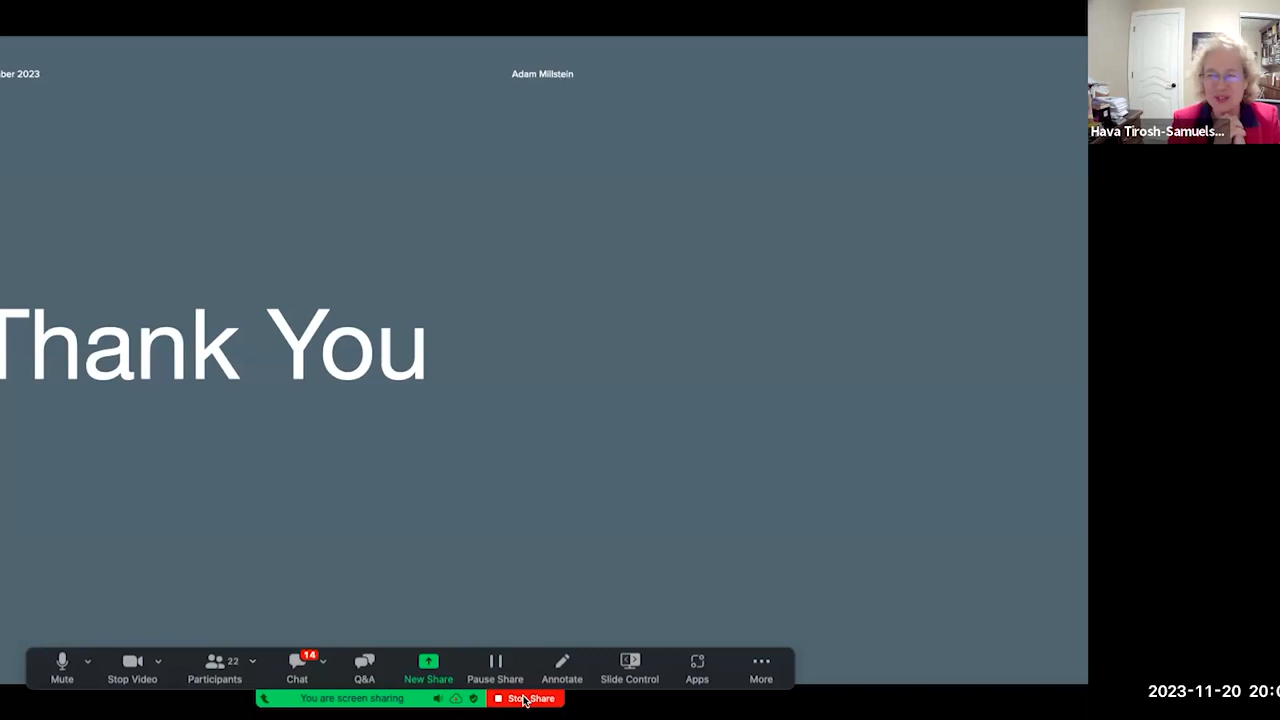 ber 2023
Adam Millstein
Hava Tirosh-Samuels...
Thank You
14
22
Mute
Stop Video
Participants
Chat
Q&A
New Share
Pause Share
Annotate
Slide Control
Apps
More
You are screen sharing
Stop Share
2023-11-20 20:0